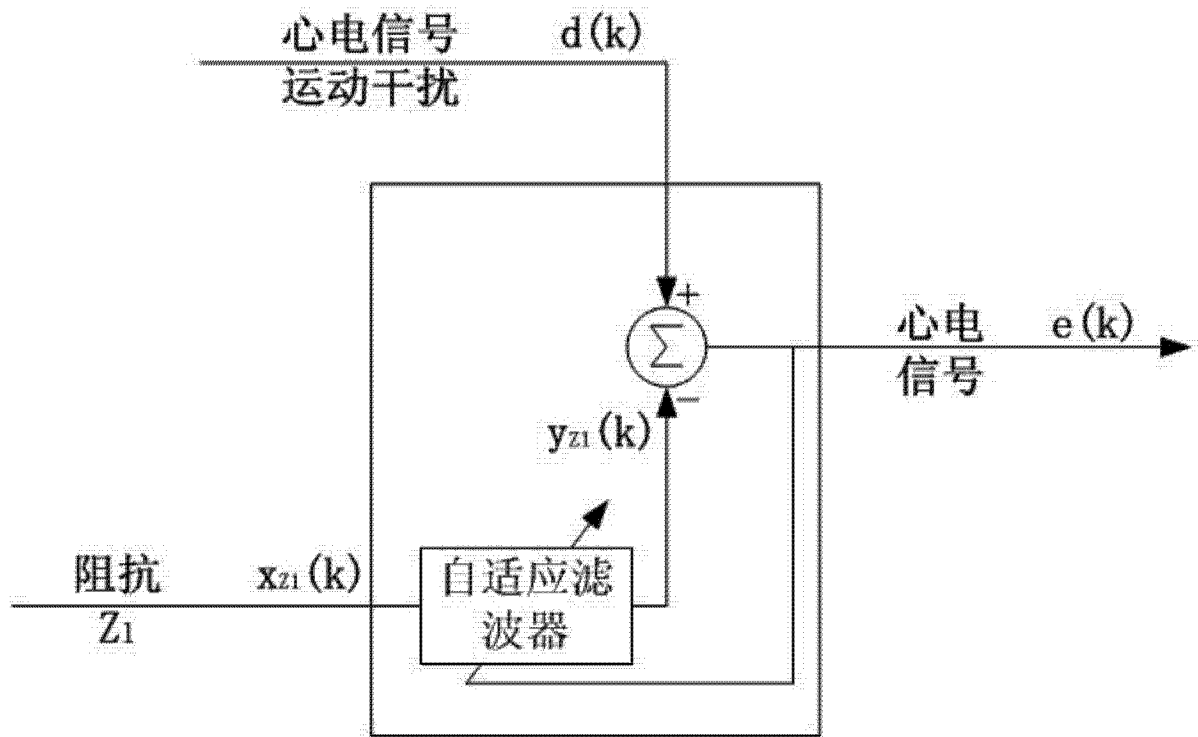 心电信号 d(k)
运动干扰
+
Σ
心电 e(k)
信号
−
yZ1(k)
阻抗 xZ1(k)
Z1
自适应滤
波器